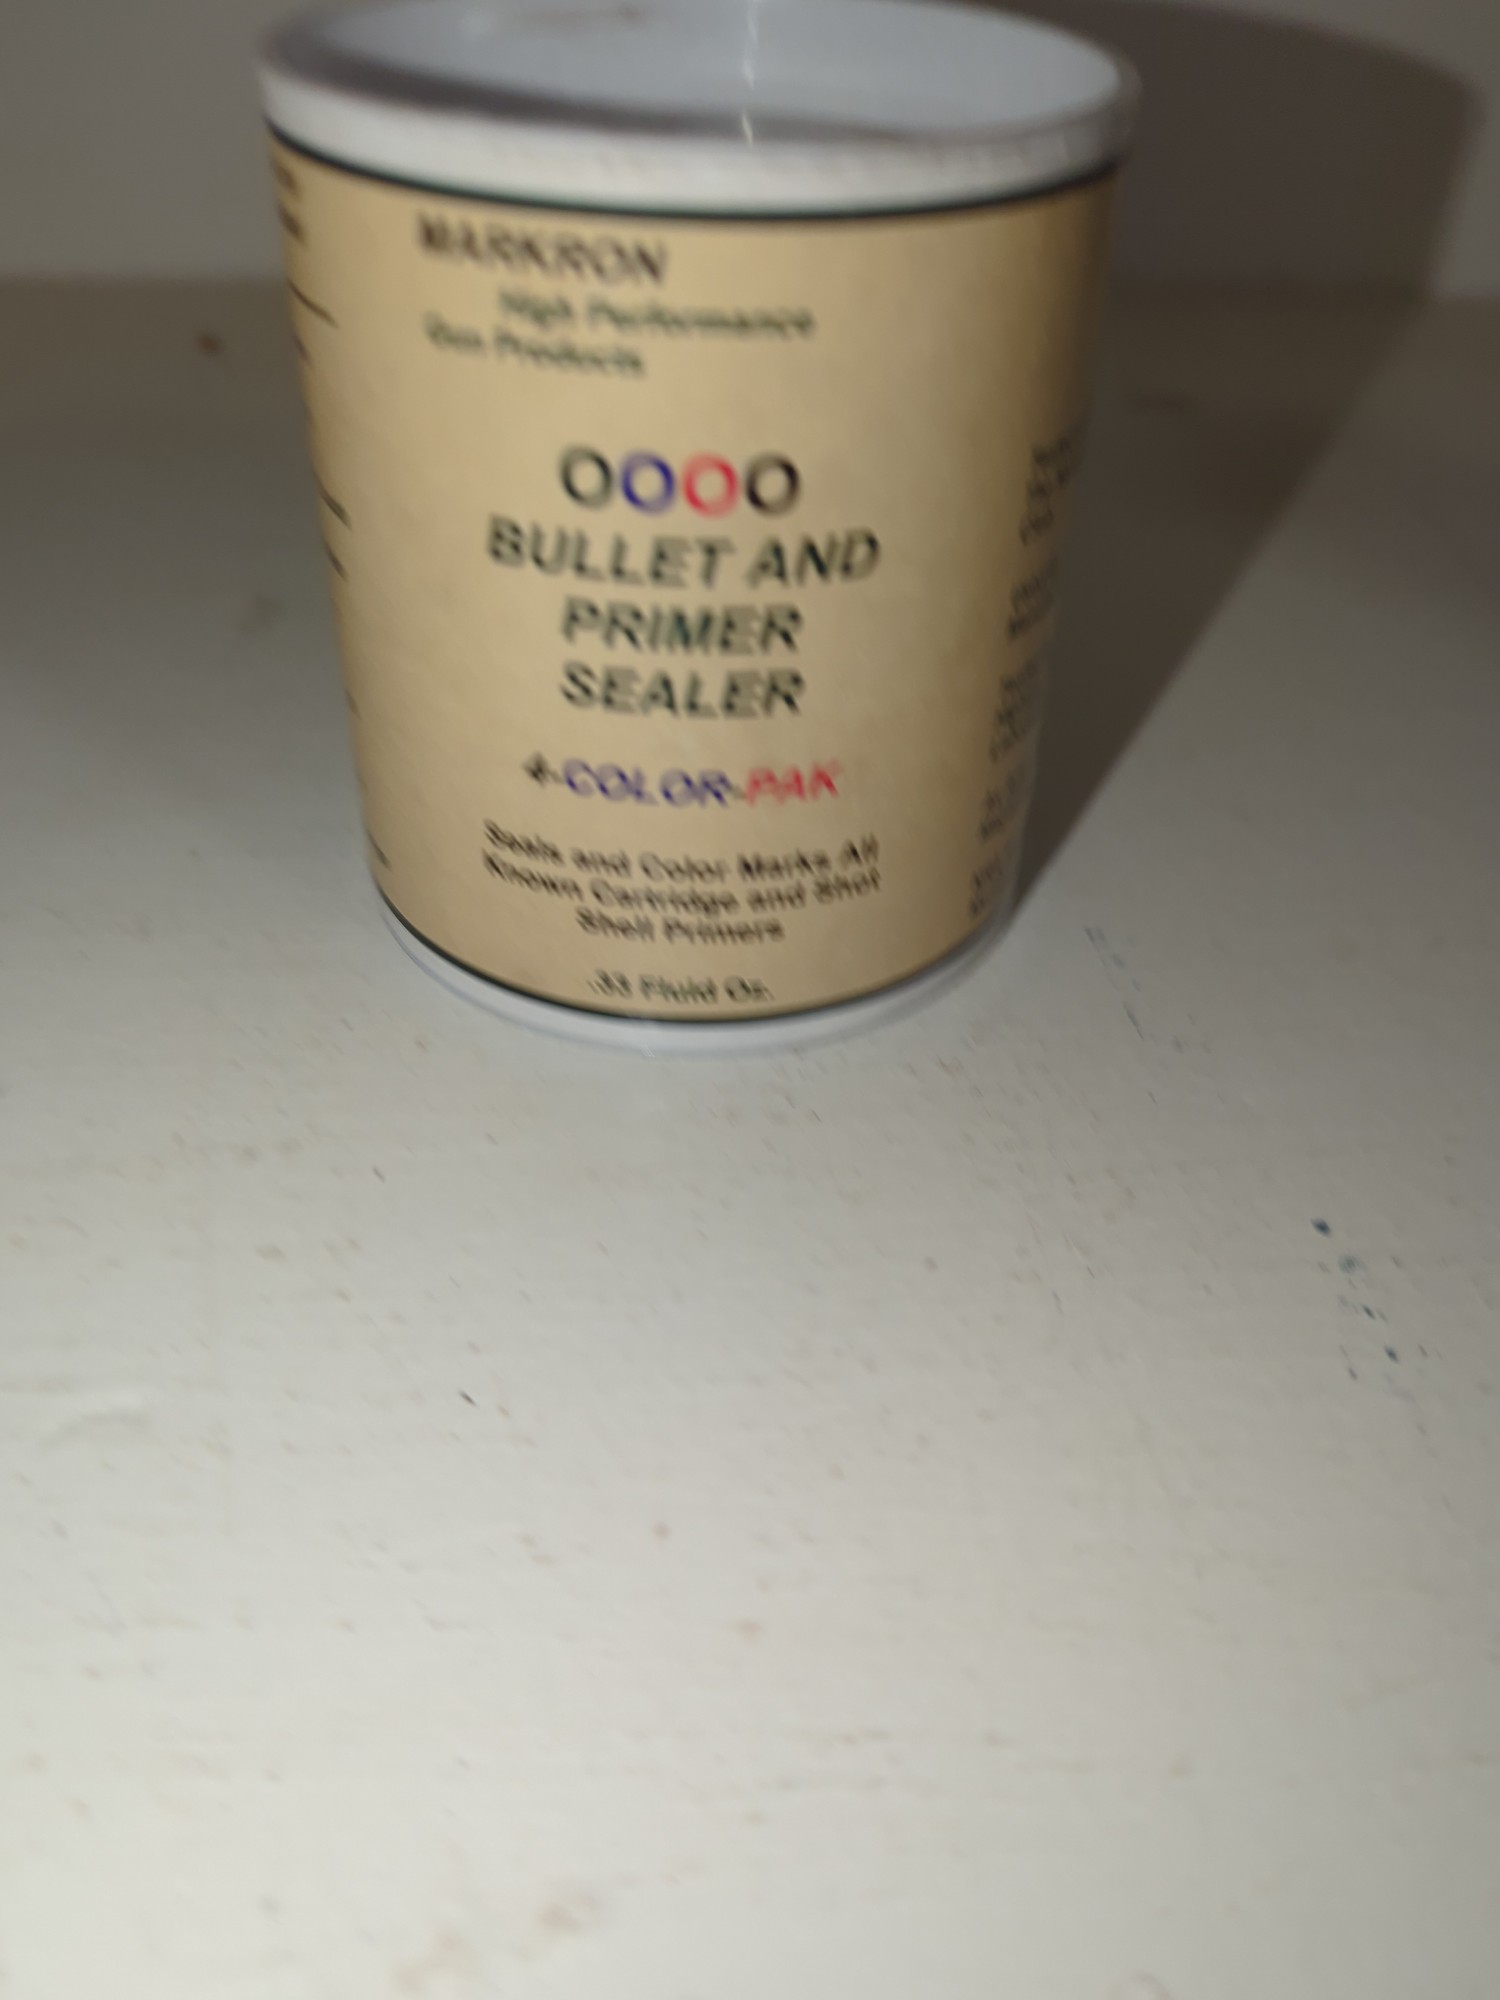 MARKRON
High Performance
Gun Products
OOOO
BULLET AND
PRIMER
SEALER
4-COLOR-PAK
Seals and Color Marks All
Known Cartridge and Shot
Shell Primers
.33 Fluid Oz.